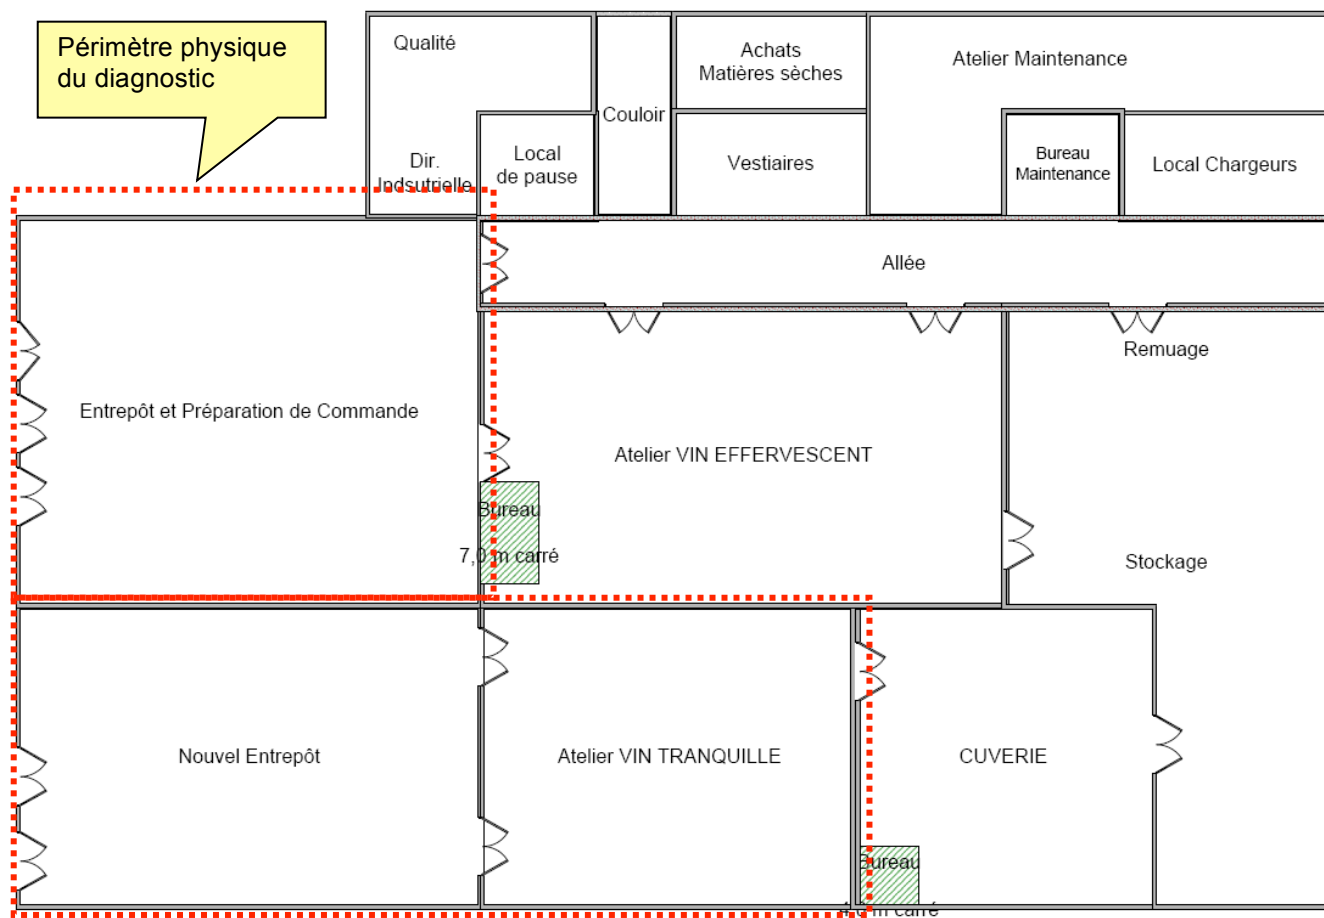 Périmètre physique
du diagnostic
Qualité
Achats
Matières sèches
Atelier Maintenance
Couloir
Dir.
Indsutrielle
Local
de pause
Vestiaires
Bureau
Maintenance
Local Chargeurs
Allée
Remuage
Entrepôt et Préparation de Commande
Atelier VIN EFFERVESCENT
Bureau
7,0 m carré
Stockage
Nouvel Entrepôt
Atelier VIN TRANQUILLE
CUVERIE
Bureau
m carré